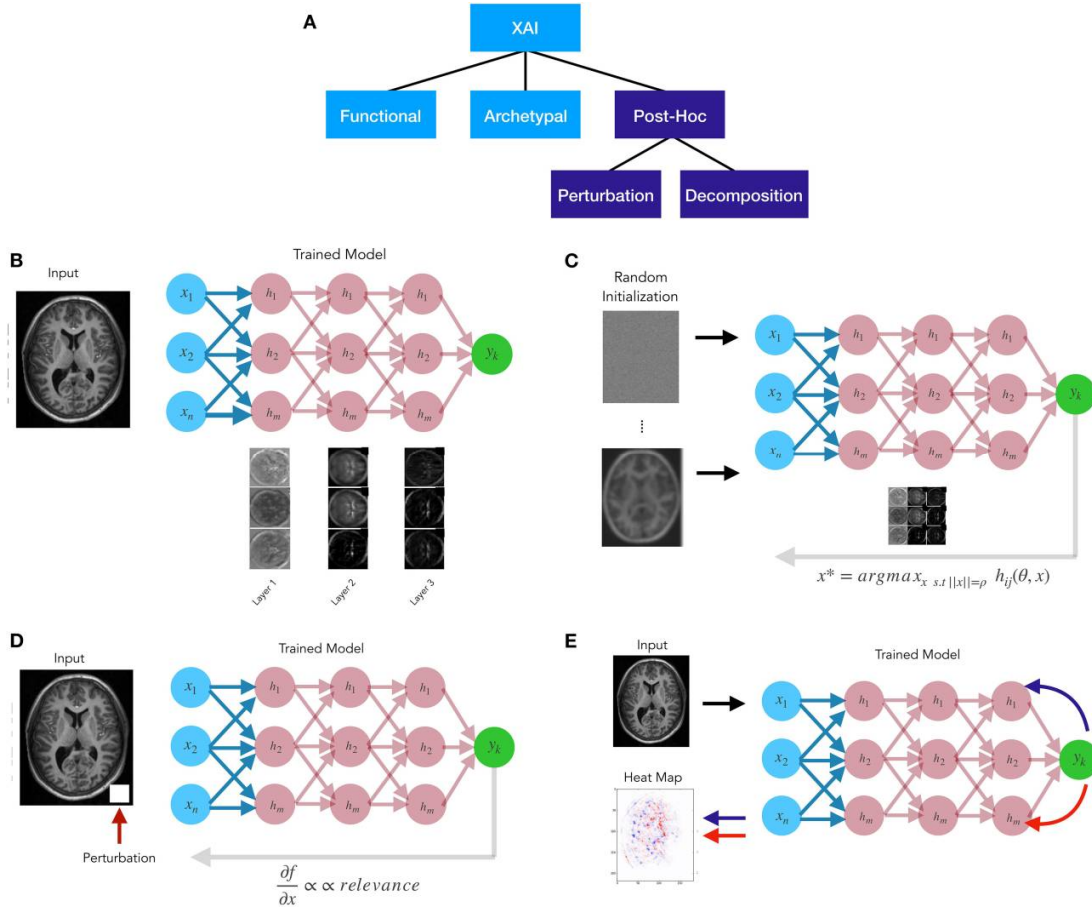 A
XAI
Functional
Archetypal
Post-Hoc
Perturbation
Decomposition
B
Input
Trained Model
x₁
h₁
h₁
h₁
x₂
h₂
h₂
h₂
yₖ
xₙ
hₘ
hₘ
hₘ
Layer 1
Layer 2
Layer 3
C
Random
Initialization
x₁
h₁
h₁
h₁
x₂
h₂
h₂
h₂
yₖ
xₙ
hₘ
hₘ
hₘ
x* = argmaxₓ s.t ||x||=ρ hᵢⱼ(θ, x)
D
Input
Trained Model
x₁
h₁
h₁
h₁
x₂
h₂
h₂
h₂
yₖ
xₙ
hₘ
hₘ
hₘ
Perturbation
∂f/∂x ∝ ∝ relevance
E
Input
Trained Model
x₁
h₁
h₁
h₁
x₂
h₂
h₂
h₂
yₖ
Heat Map
xₙ
hₘ
hₘ
hₘ